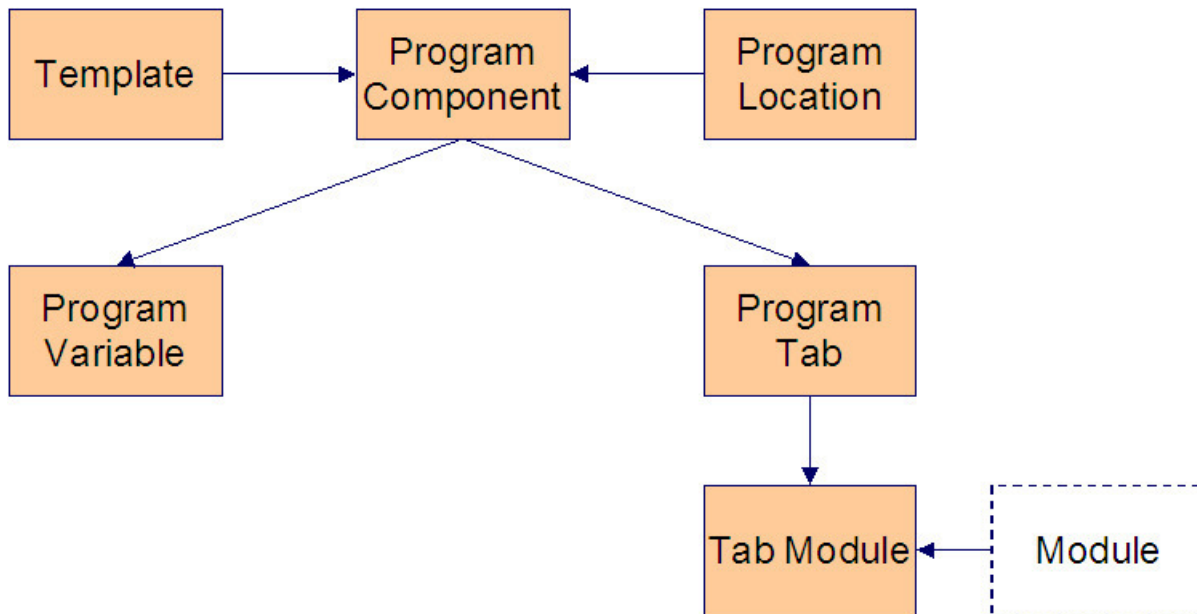 Template
Program
Component
Program
Location
Program
Variable
Program
Tab
Tab Module
Module